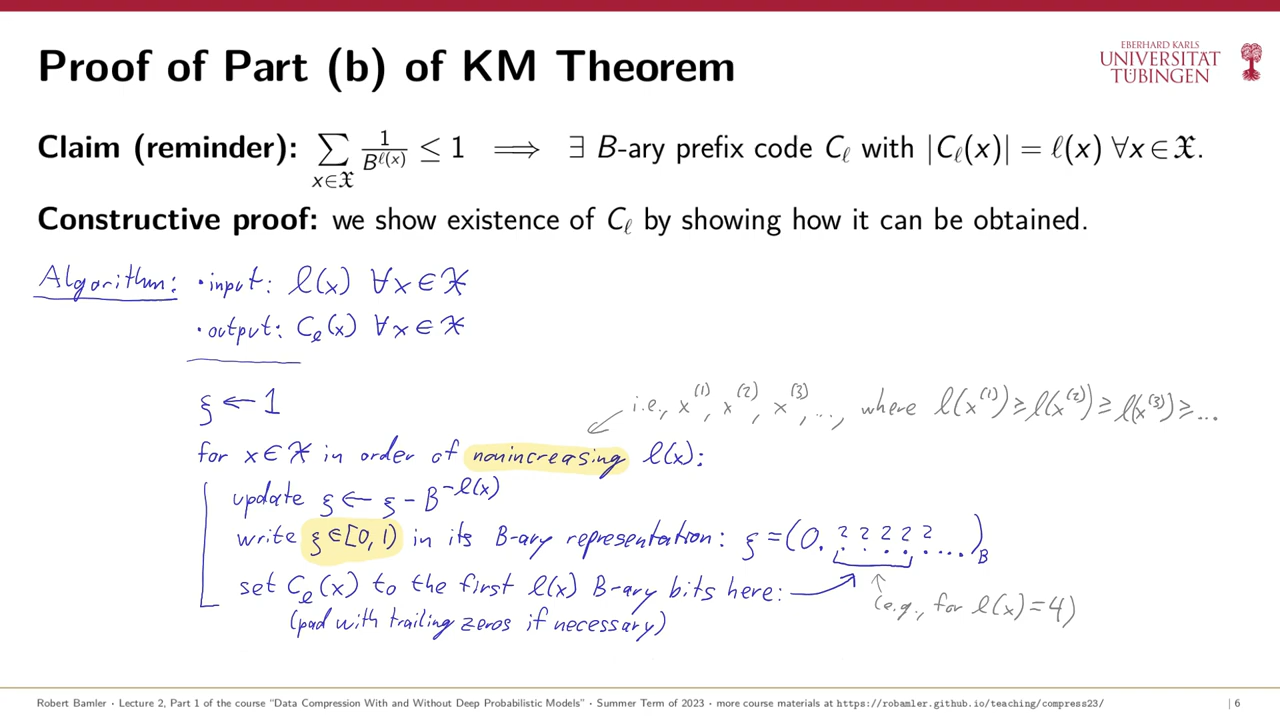 Proof of Part (b) of KM Theorem
EBERHARD KARLS
UNIVERSITÄT
TÜBINGEN
Claim (reminder): ∑_{x∈𝔛} 1/B^{ℓ(x)} ≤ 1 ⟹ ∃ B-ary prefix code C_ℓ with |C_ℓ(x)| = ℓ(x) ∀x∈𝔛.
Constructive proof: we show existence of C_ℓ by showing how it can be obtained.
Algorithm: • input: ℓ(x) ∀x∈𝔛
• output: C_ℓ(x) ∀x∈𝔛
ξ ← 1
i.e., x^(1), x^(2), x^(3), ..., where ℓ(x^(1)) ≥ ℓ(x^(2)) ≥ ℓ(x^(3)) ≥ ...
for x∈𝔛 in order of nonincreasing ℓ(x):
update ξ ← ξ - B^{-ℓ(x)}
write ξ∈[0,1) in its B-ary representation: ξ = (0.?????...)_B
set C_ℓ(x) to the first ℓ(x) B-ary bits here:
(e.g., for ℓ(x)=4)
(pad with trailing zeros if necessary)
Robert Bamler · Lecture 2, Part 1 of the course “Data Compression With and Without Deep Probabilistic Models” · Summer Term of 2023 · more course materials at https://robamler.github.io/teaching/compress23/ | 6